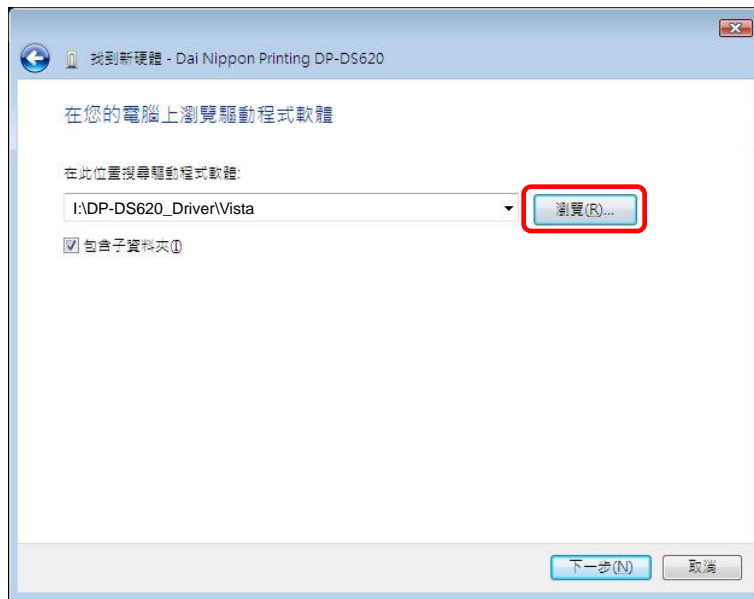 找到新硬體 - Dai Nippon Printing DP-DS620
在您的電腦上瀏覽驅動程式軟體
在此位置搜尋驅動程式軟體:
I:\DP-DS620_Driver\Vista
瀏覽(R)...
包含子資料夾(I)
下一步(N)
取消